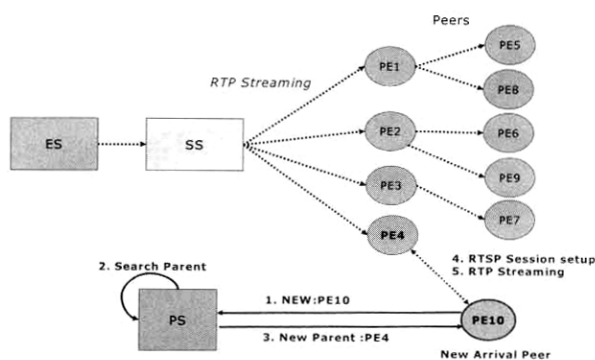 Peers
PE5
PE1
RTP Streaming
PE8
ES
SS
PE2
PE6
PE9
PE3
PE7
PE4
4. RTSP Session setup
5. RTP Streaming
2. Search Parent
1. NEW:PE10
PS
PE10
3. New Parent :PE4
New Arrival Peer